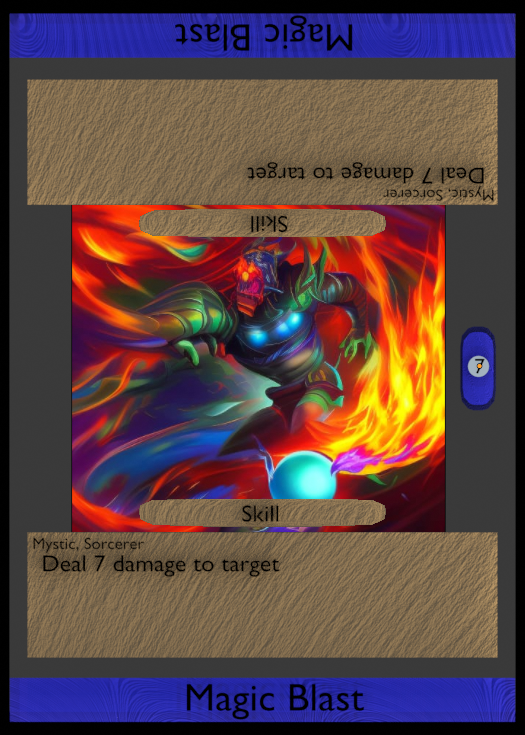 Magic Blast
Deal 7 damage to target
Mystic, Sorcerer
Skill
Skill
Mystic, Sorcerer
Deal 7 damage to target
Magic Blast